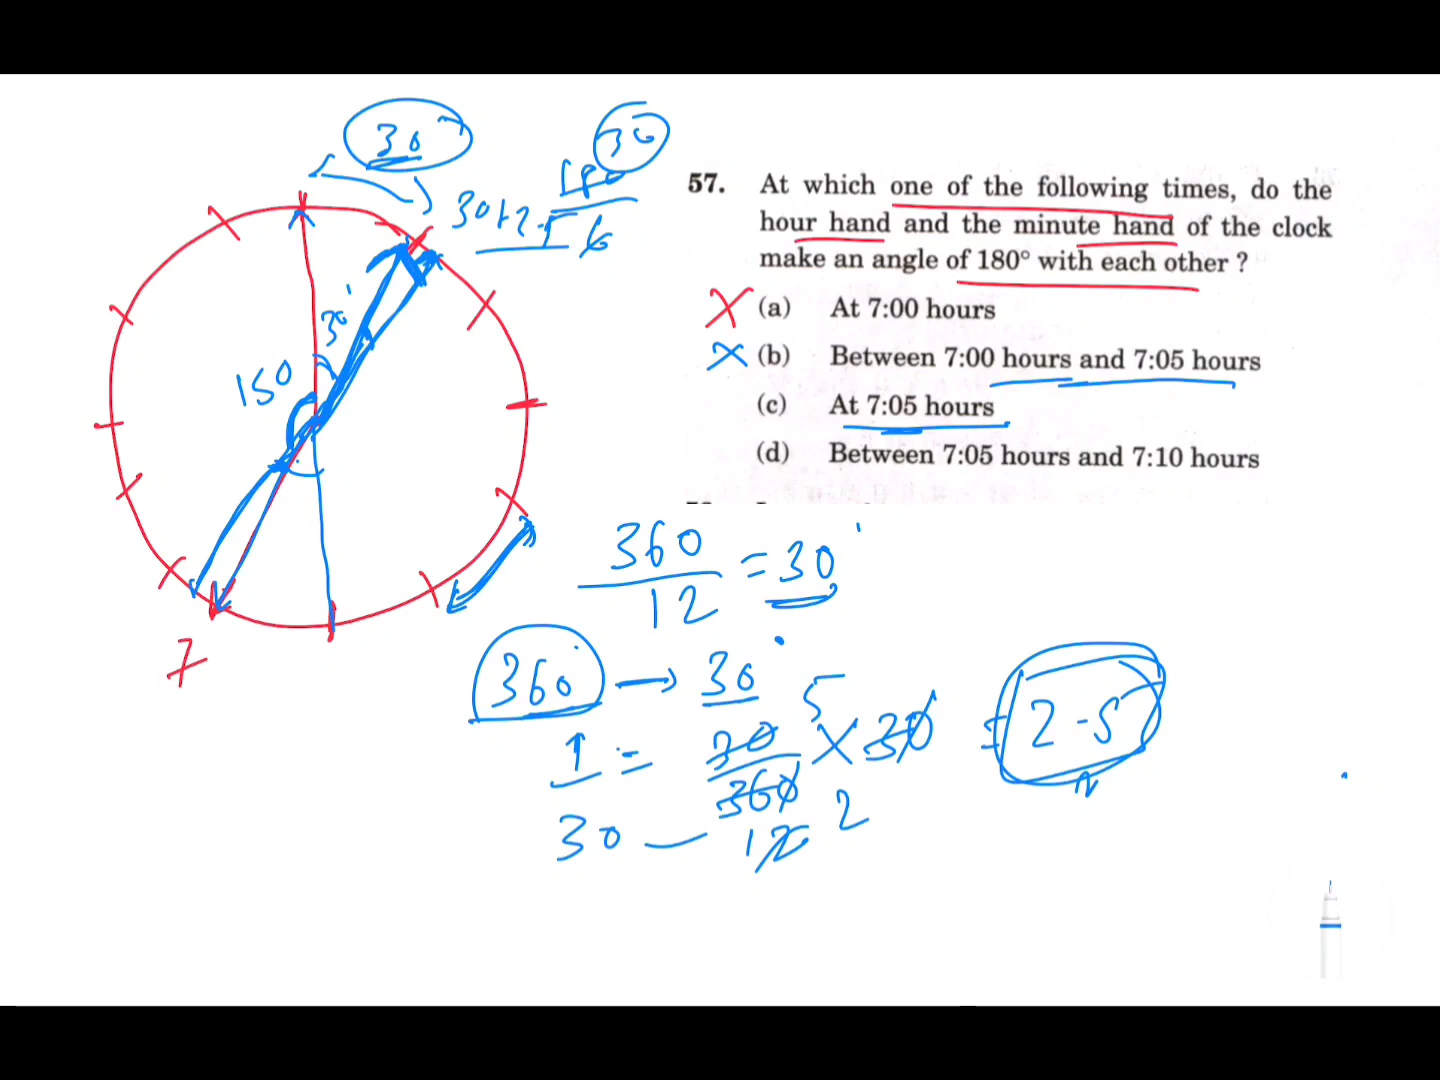 30
30+2.5
180
6
30
30
150
7
57. At which one of the following times, do the
hour hand and the minute hand of the clock
make an angle of 180° with each other ?
(a) At 7:00 hours
(b) Between 7:00 hours and 7:05 hours
(c) At 7:05 hours
(d) Between 7:05 hours and 7:10 hours
360
12
= 30
360 → 30
1 = 30 × 30 = 2.5
360
5
12 2
30